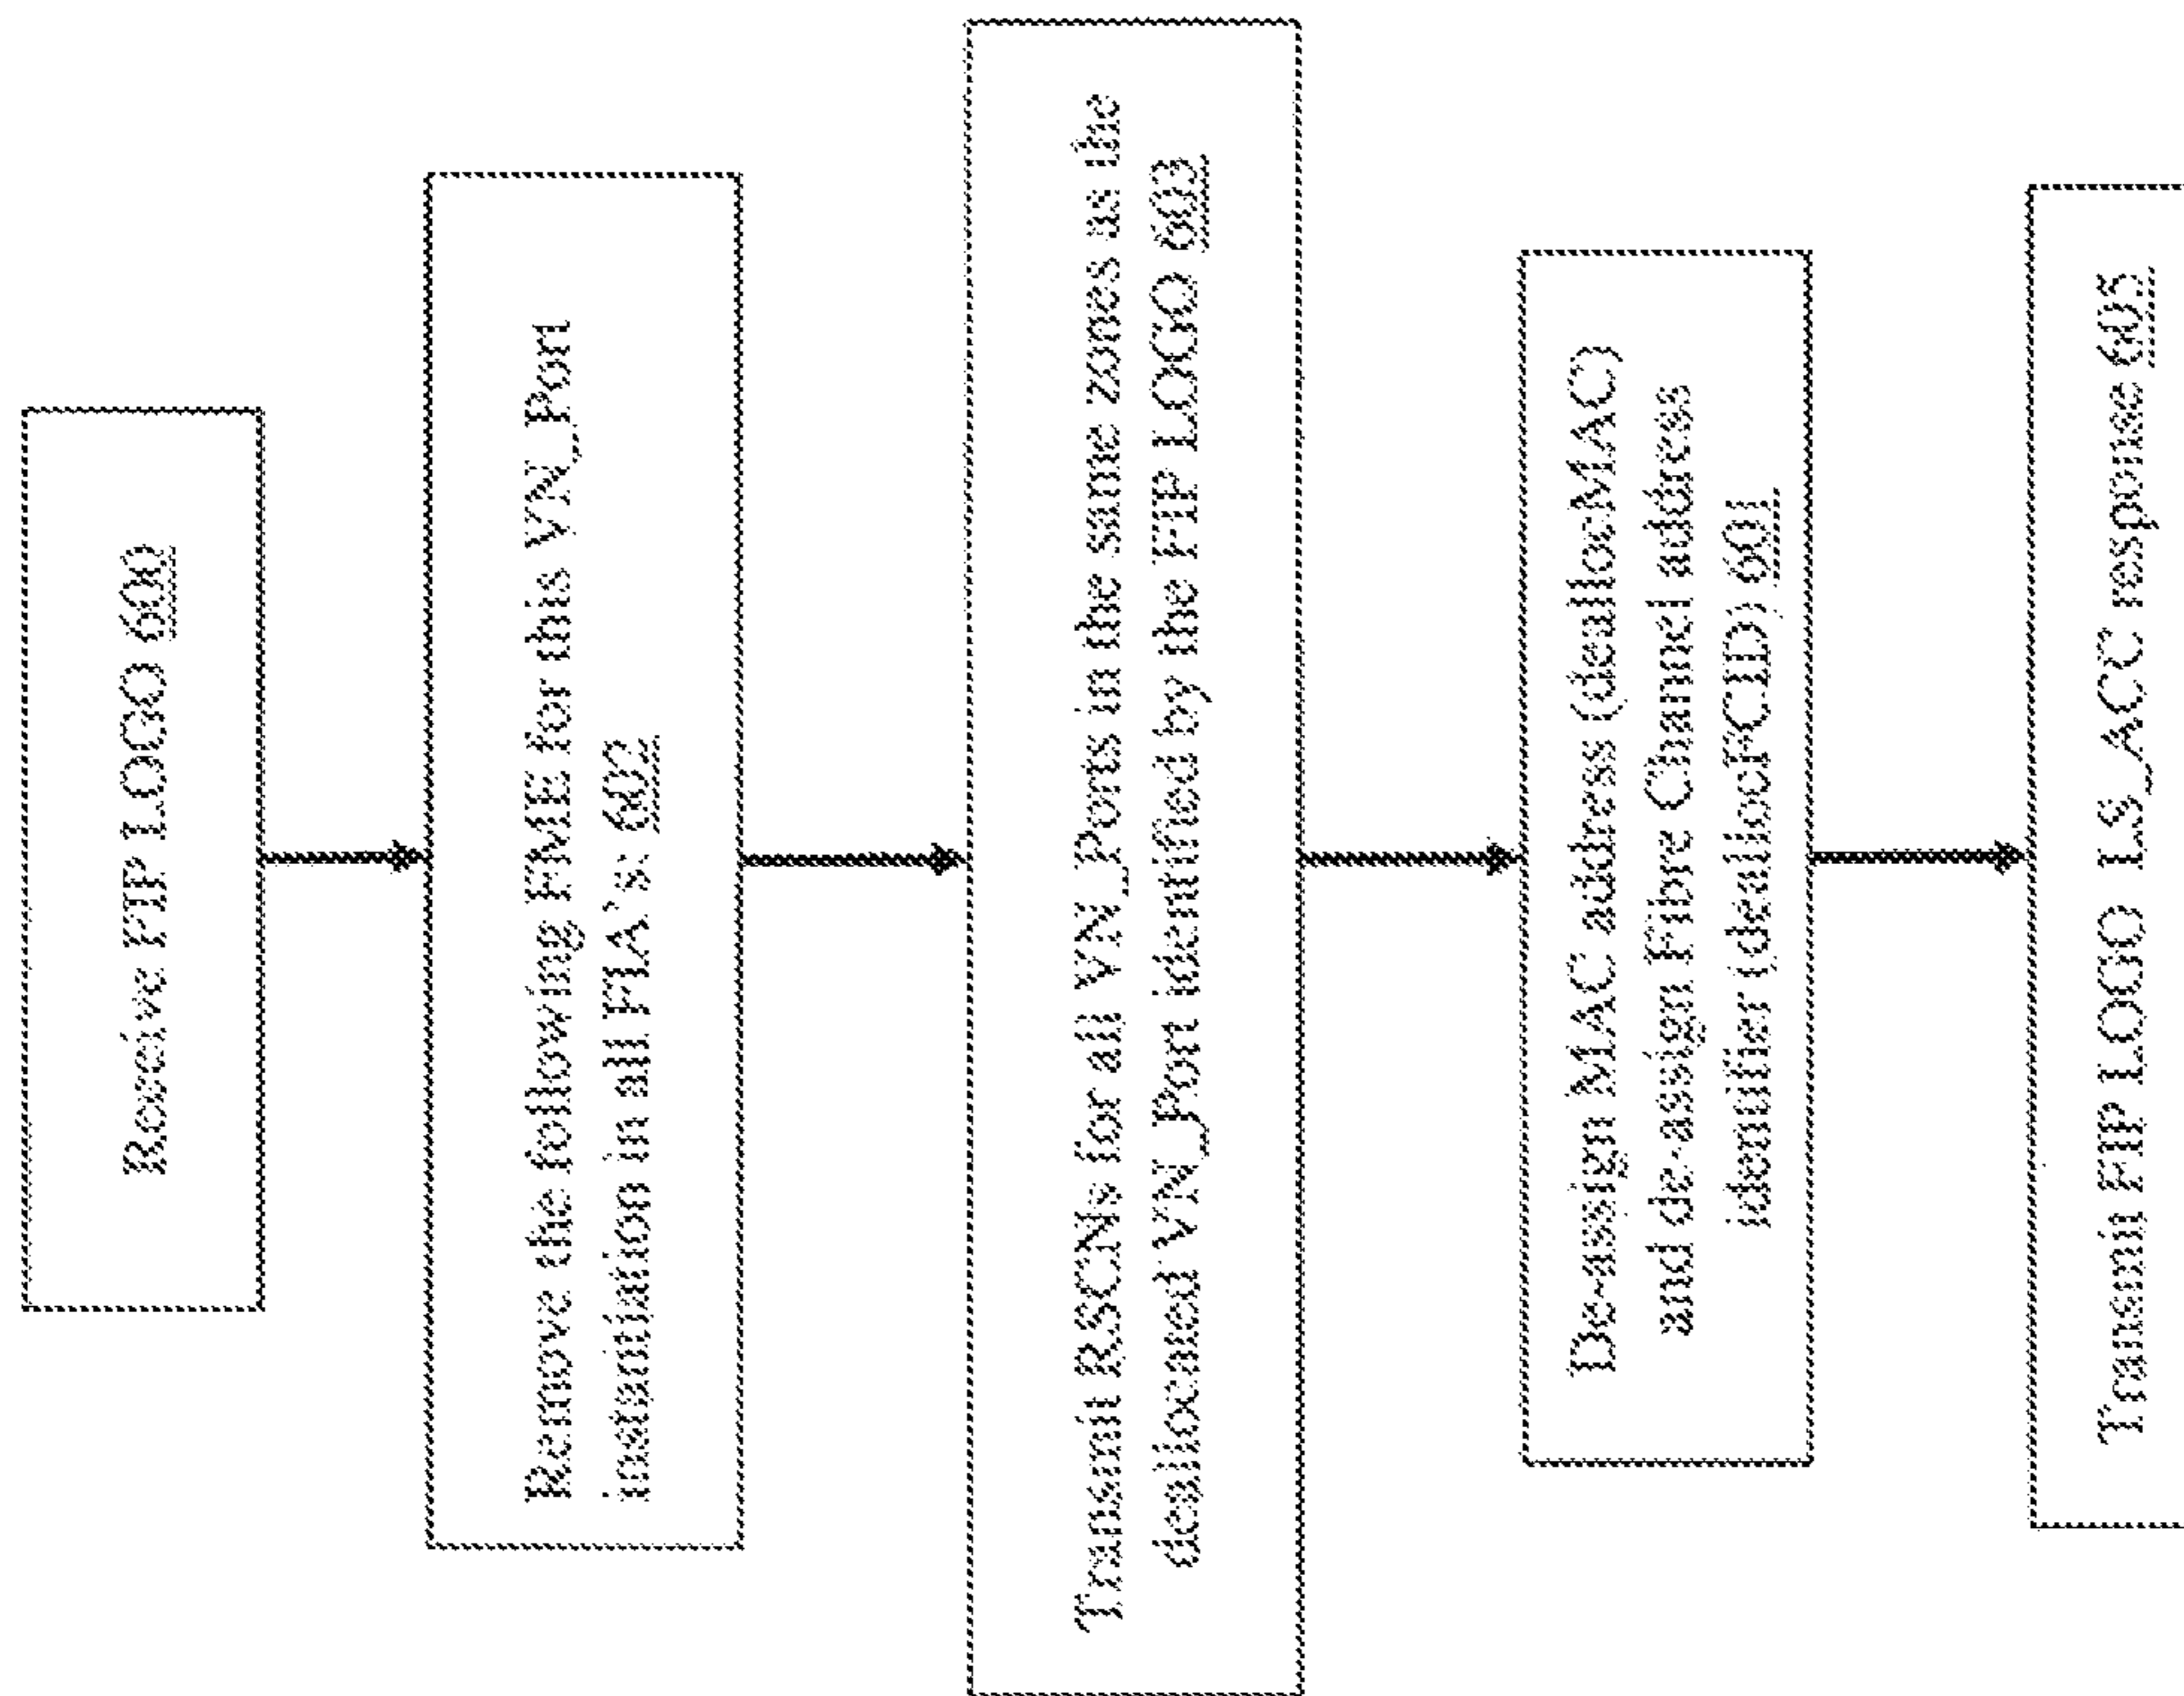 Receive FIP LOGO 600
Remove the following FME for this VN_Port
instantiation in all FIA's: 602
Transmit RSCNs for all VN_Ports in the same zones as the
deallocated VN_Port identified by the FIP LOGO 603
De-assign MAC address (deallocMAC)
and de-assign Fibre Channel address
identifier (deallocFCID) 601
Transmit FIP LOGO LS_ACC response 605